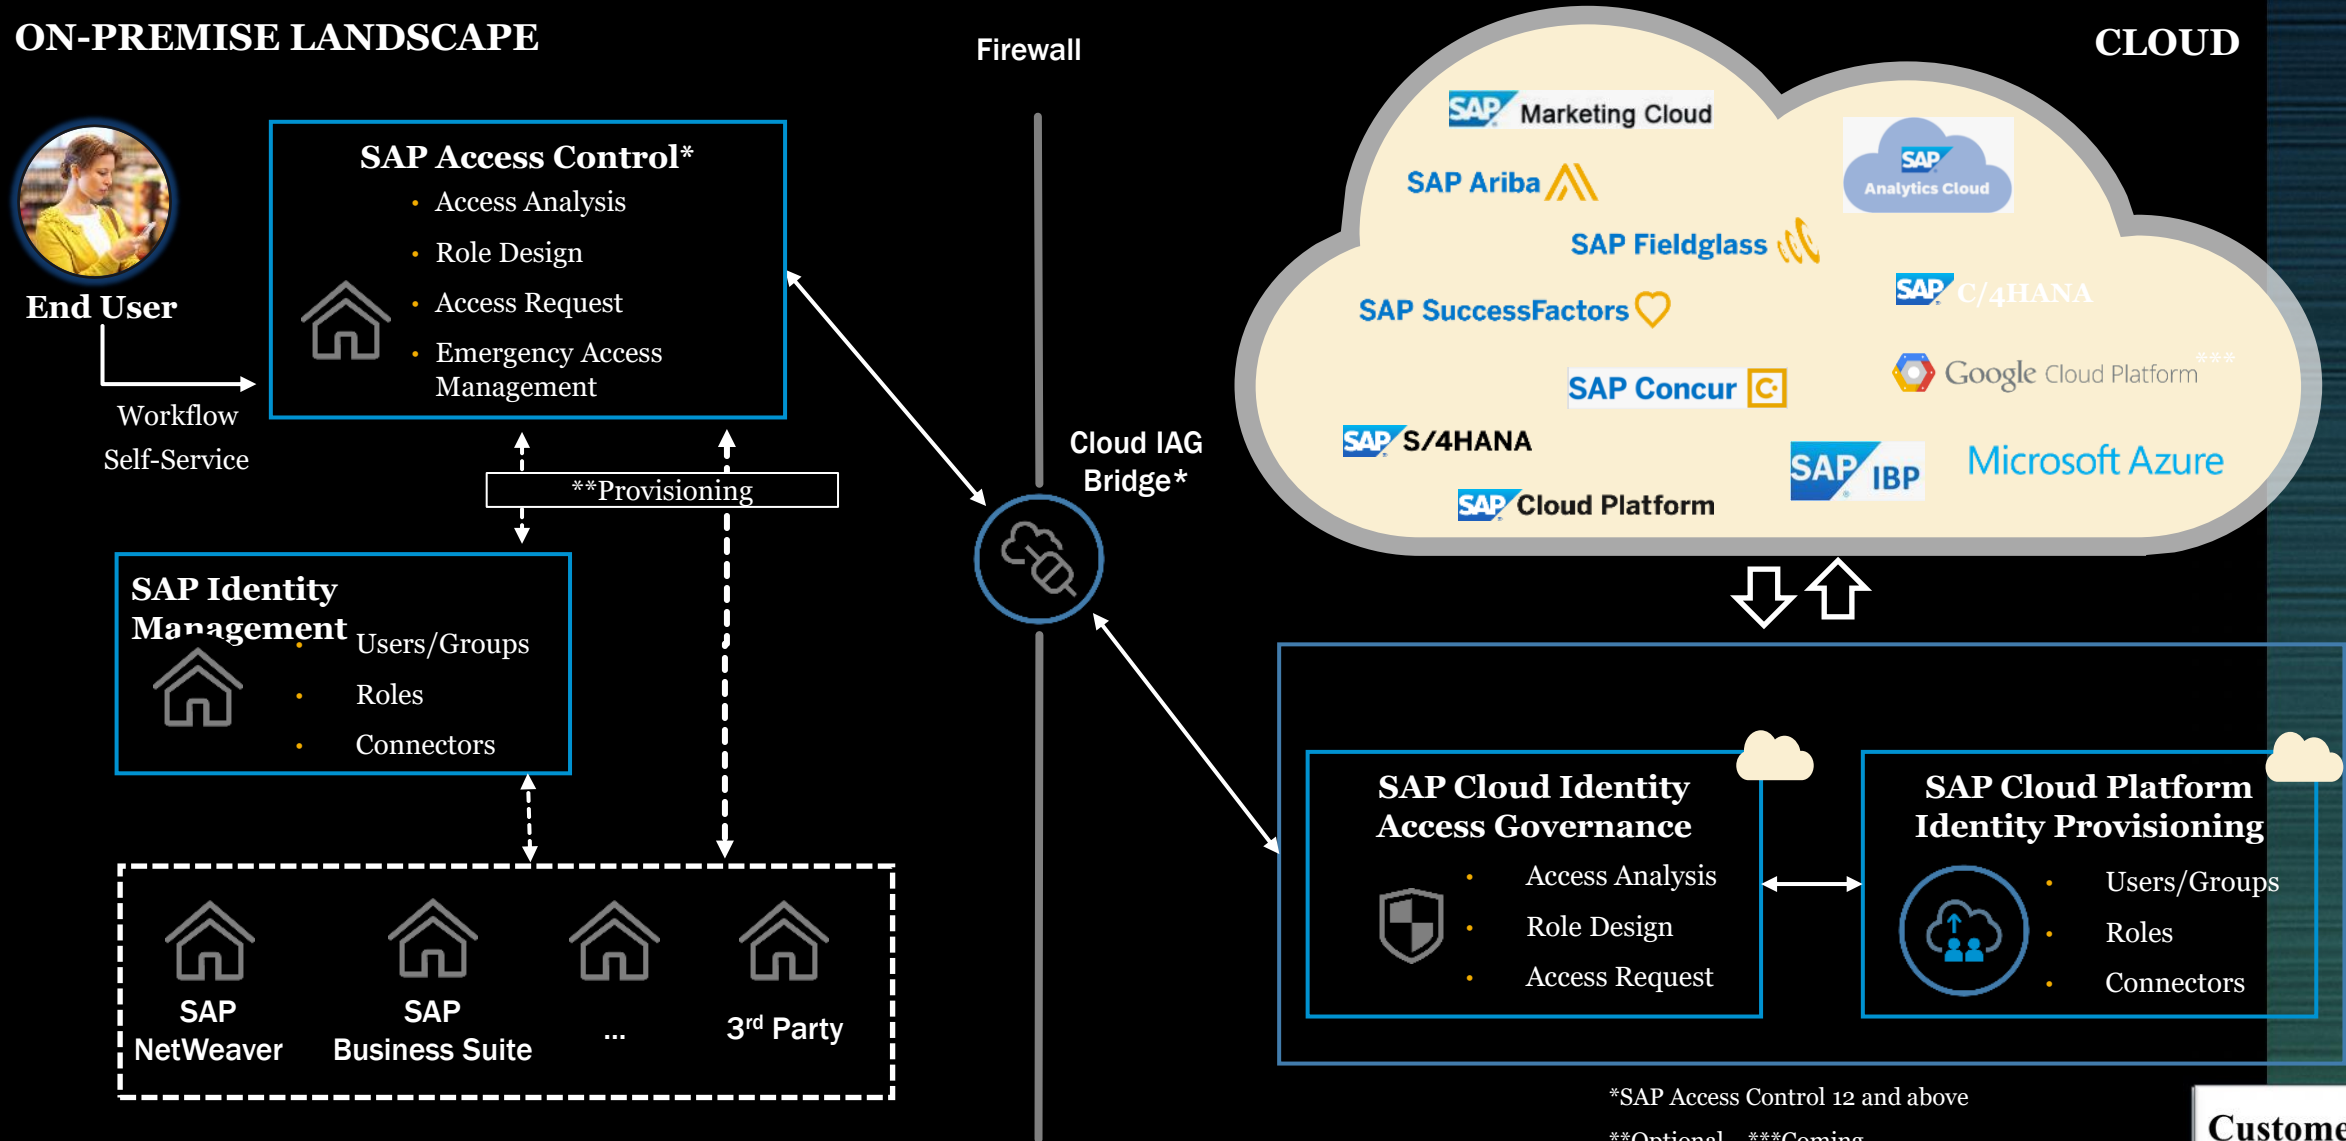 ON-PREMISE LANDSCAPE
Firewall
CLOUD
End User
Workflow
Self-Service
SAP Access Control*
• Access Analysis
• Role Design
• Access Request
• Emergency Access
Management
**Provisioning
SAP Identity
Management
• Users/Groups
• Roles
• Connectors
SAP
NetWeaver
SAP
Business Suite
...
3rd Party
Cloud IAG
Bridge*
SAP Marketing Cloud
SAP Ariba
SAP
Analytics Cloud
SAP Fieldglass
SAP SuccessFactors
SAP C/4HANA
SAP Concur
Google Cloud Platform***
SAP S/4HANA
SAP IBP
Microsoft Azure
SAP Cloud Platform
SAP Cloud Identity
Access Governance
• Access Analysis
• Role Design
• Access Request
SAP Cloud Platform
Identity Provisioning
• Users/Groups
• Roles
• Connectors
*SAP Access Control 12 and above
**Optional ***Coming
Custome